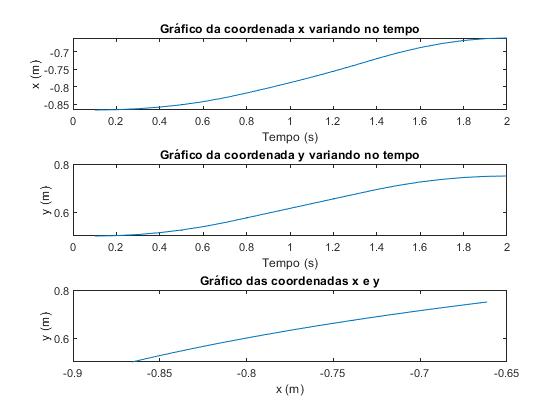 Gráfico da coordenada x variando no tempo
x (m)
-0.7
-0.75
-0.8
-0.85
0 0.2 0.4 0.6 0.8 1 1.2 1.4 1.6 1.8 2
Tempo (s)
Gráfico da coordenada y variando no tempo
y (m)
0.8
0.6
0 0.2 0.4 0.6 0.8 1 1.2 1.4 1.6 1.8 2
Tempo (s)
Gráfico das coordenadas x e y
y (m)
0.8
0.6
-0.9 -0.85 -0.8 -0.75 -0.7 -0.65
x (m)